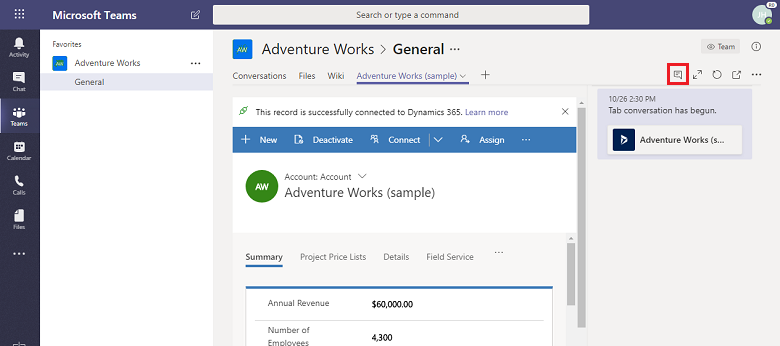 Microsoft Teams
Search or type a command
Activity
Chat
Teams
Calendar
Calls
Files
Favorites
AW Adventure Works
General
AW Adventure Works > General
Team
Conversations Files Wiki Adventure Works (sample)
This record is successfully connected to Dynamics 365. Learn more
New Deactivate Connect Assign
AW
Account: Account
Adventure Works (sample)
Summary Project Price Lists Details Field Service
Annual Revenue $60,000.00
Number of
Employees 4,300
10/26 2:30 PM
Tab conversation has begun.
Adventure Works (s...